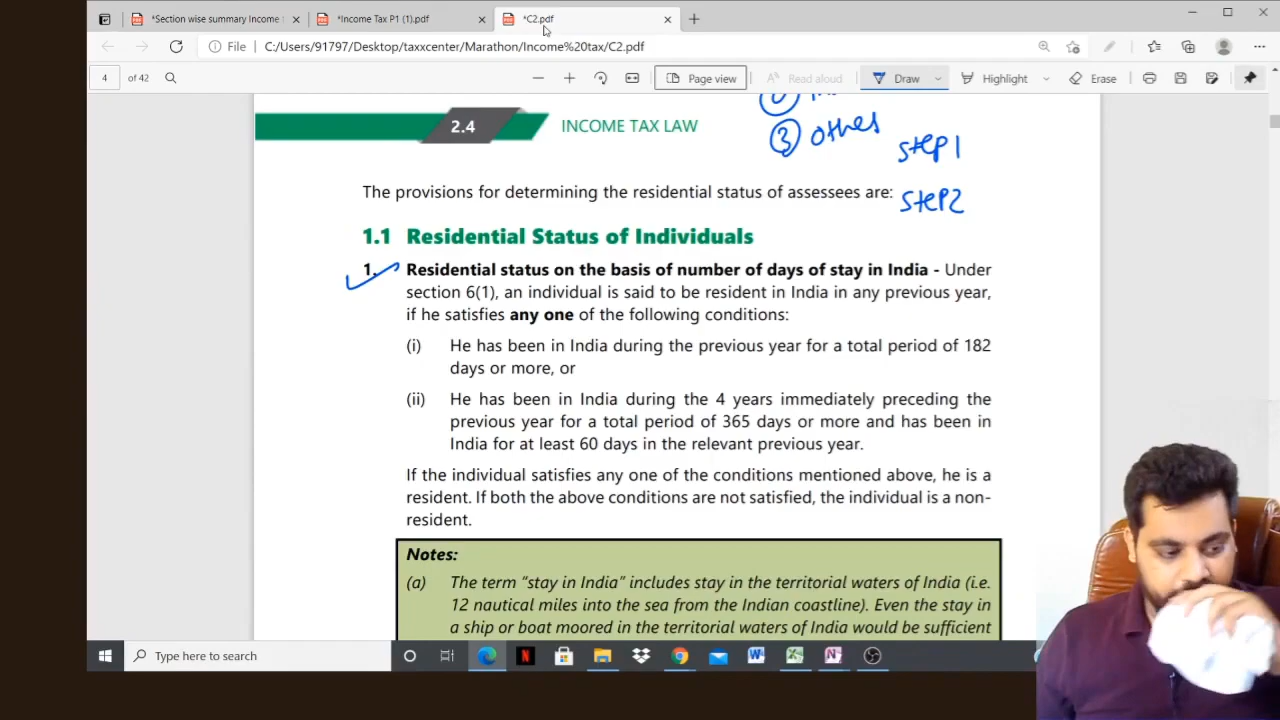 *Section wise summary Income
*Income Tax P1 (1).pdf
*C2.pdf
File
C:/Users/91797/Desktop/taxxcenter/Marathon/Income%20tax/C2.pdf
4 of 42
Page view
Read aloud
Draw
Highlight
Erase
2.4 INCOME TAX LAW
③ Other
Step 1
The provisions for determining the residential status of assessees are:
Step 2
1.1 Residential Status of Individuals
1. Residential status on the basis of number of days of stay in India - Under
section 6(1), an individual is said to be resident in India in any previous year,
if he satisfies any one of the following conditions:
(i) He has been in India during the previous year for a total period of 182
days or more, or
(ii) He has been in India during the 4 years immediately preceding the
previous year for a total period of 365 days or more and has been in
India for at least 60 days in the relevant previous year.
If the individual satisfies any one of the conditions mentioned above, he is a
resident. If both the above conditions are not satisfied, the individual is a non-
resident.
Notes:
(a) The term "stay in India" includes stay in the territorial waters of India (i.e.
12 nautical miles into the sea from the Indian coastline). Even the stay in
a ship or boat moored in the territorial waters of India would be sufficient
Type here to search